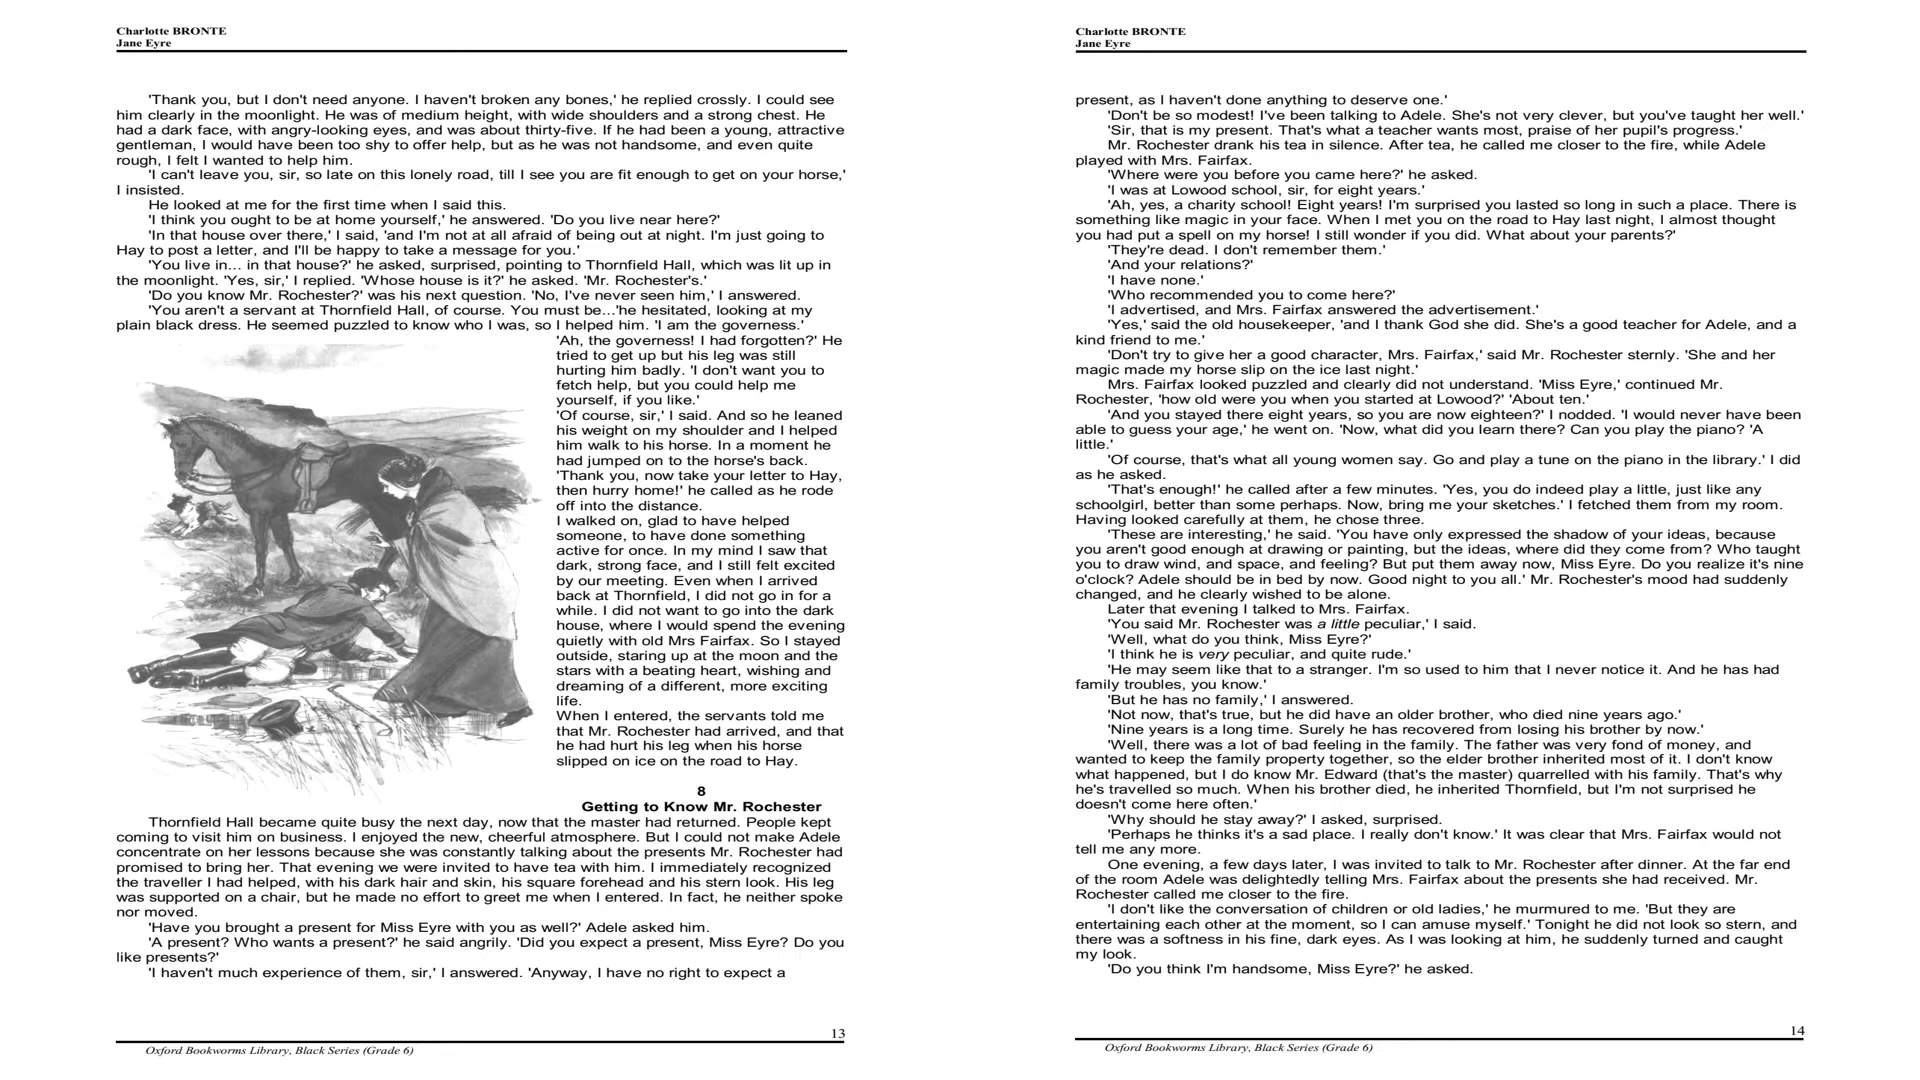 Charlotte BRONTE
Jane Eyre
'Thank you, but I don't need anyone. I haven't broken any bones,' he replied crossly. I could see
him clearly in the moonlight. He was of medium height, with wide shoulders and a strong chest. He
had a dark face, with angry-looking eyes, and was about thirty-five. If he had been a young, attractive
gentleman, I would have been too shy to offer help, but as he was not handsome, and even quite
rough, I felt I wanted to help him.
'I can't leave you, sir, so late on this lonely road, till I see you are fit enough to get on your horse,'
I insisted.
He looked at me for the first time when I said this.
'I think you ought to be at home yourself,' he answered. 'Do you live near here?'
'In that house over there,' I said, 'and I'm not at all afraid of being out at night. I'm just going to
Hay to post a letter, and I'll be happy to take a message for you.'
'You live in... in that house?' he asked, surprised, pointing to Thornfield Hall, which was lit up in
the moonlight. 'Yes, sir,' I replied. 'Whose house is it?' he asked. 'Mr. Rochester's.'
'Do you know Mr. Rochester?' was his next question. 'No, I've never seen him,' I answered.
'You aren't a servant at Thornfield Hall, of course. You must be...'he hesitated, looking at my
plain black dress. He seemed puzzled to know who I was, so I helped him. 'I am the governess.'
'Ah, the governess! I had forgotten?' He
tried to get up but his leg was still
hurting him badly. 'I don't want you to
fetch help, but you could help me
yourself, if you like.'
'Of course, sir,' I said. And so he leaned
his weight on my shoulder and I helped
him walk to his horse. In a moment he
had jumped on to the horse's back.
'Thank you, now take your letter to Hay,
then hurry home!' he called as he rode
off into the distance.
I walked on, glad to have helped
someone, to have done something
active for once. In my mind I saw that
dark, strong face, and I still felt excited
by our meeting. Even when I arrived
back at Thornfield, I did not go in for a
while. I did not want to go into the dark
house, where I would spend the evening
quietly with old Mrs Fairfax. So I stayed
outside, staring up at the moon and the
stars with a beating heart, wishing and
dreaming of a different, more exciting
life.
When I entered, the servants told me
that Mr. Rochester had arrived, and that
he had hurt his leg when his horse
slipped on ice on the road to Hay.
8
Getting to Know Mr. Rochester
Thornfield Hall became quite busy the next day, now that the master had returned. People kept
coming to visit him on business. I enjoyed the new, cheerful atmosphere. But I could not make Adele
concentrate on her lessons because she was constantly talking about the presents Mr. Rochester had
promised to bring her. That evening we were invited to have tea with him. I immediately recognized
the traveller I had helped, with his dark hair and skin, his square forehead and his stern look. His leg
was supported on a chair, but he made no effort to greet me when I entered. In fact, he neither spoke
nor moved.
'Have you brought a present for Miss Eyre with you as well?' Adele asked him.
'A present? Who wants a present?' he said angrily. 'Did you expect a present, Miss Eyre? Do you
like presents?'
'I haven't much experience of them, sir,' I answered. 'Anyway, I have no right to expect a
13
Oxford Bookworms Library, Black Series (Grade 6)
Charlotte BRONTE
Jane Eyre
present, as I haven't done anything to deserve one.'
'Don't be so modest! I've been talking to Adele. She's not very clever, but you've taught her well.'
'Sir, that is my present. That's what a teacher wants most, praise of her pupil's progress.'
Mr. Rochester drank his tea in silence. After tea, he called me closer to the fire, while Adele
played with Mrs. Fairfax.
'Where were you before you came here?' he asked.
'I was at Lowood school, sir, for eight years.'
'Ah, yes, a charity school! Eight years! I'm surprised you lasted so long in such a place. There is
something like magic in your face. When I met you on the road to Hay last night, I almost thought
you had put a spell on my horse! I still wonder if you did. What about your parents?'
'They're dead. I don't remember them.'
'And your relations?'
'I have none.'
'Who recommended you to come here?'
'I advertised, and Mrs. Fairfax answered the advertisement.'
'Yes,' said the old housekeeper, 'and I thank God she did. She's a good teacher for Adele, and a
kind friend to me.'
'Don't try to give her a good character, Mrs. Fairfax,' said Mr. Rochester sternly. 'She and her
magic made my horse slip on the ice last night.'
Mrs. Fairfax looked puzzled and clearly did not understand. 'Miss Eyre,' continued Mr.
Rochester, 'how old were you when you started at Lowood?' 'About ten.'
'And you stayed there eight years, so you are now eighteen?' I nodded. 'I would never have been
able to guess your age,' he went on. 'Now, what did you learn there? Can you play the piano? 'A
little.'
'Of course, that's what all young women say. Go and play a tune on the piano in the library.' I did
as he asked.
'That's enough!' he called after a few minutes. 'Yes, you do indeed play a little, just like any
schoolgirl, better than some perhaps. Now, bring me your sketches.' I fetched them from my room.
Having looked carefully at them, he chose three.
'These are interesting,' he said. 'You have only expressed the shadow of your ideas, because
you aren't good enough at drawing or painting, but the ideas, where did they come from? Who taught
you to draw wind, and space, and feeling? But put them away now, Miss Eyre. Do you realize it's nine
o'clock? Adele should be in bed by now. Good night to you all.' Mr. Rochester's mood had suddenly
changed, and he clearly wished to be alone.
Later that evening I talked to Mrs. Fairfax.
'You said Mr. Rochester was a little peculiar,' I said.
'Well, what do you think, Miss Eyre?'
'I think he is very peculiar, and quite rude.'
'He may seem like that to a stranger. I'm so used to him that I never notice it. And he has had
family troubles, you know.'
'But he has no family,' I answered.
'Not now, that's true, but he did have an older brother, who died nine years ago.'
'Nine years is a long time. Surely he has recovered from losing his brother by now.'
'Well, there was a lot of bad feeling in the family. The father was very fond of money, and
wanted to keep the family property together, so the elder brother inherited most of it. I don't know
what happened, but I do know Mr. Edward (that's the master) quarrelled with his family. That's why
he's travelled so much. When his brother died, he inherited Thornfield, but I'm not surprised he
doesn't come here often.'
'Why should he stay away?' I asked, surprised.
'Perhaps he thinks it's a sad place. I really don't know.' It was clear that Mrs. Fairfax would not
tell me any more.
One evening, a few days later, I was invited to talk to Mr. Rochester after dinner. At the far end
of the room Adele was delightedly telling Mrs. Fairfax about the presents she had received. Mr.
Rochester called me closer to the fire.
'I don't like the conversation of children or old ladies,' he murmured to me. 'But they are
entertaining each other at the moment, so I can amuse myself.' Tonight he did not look so stern, and
there was a softness in his fine, dark eyes. As I was looking at him, he suddenly turned and caught
my look.
'Do you think I'm handsome, Miss Eyre?' he asked.
14
Oxford Bookworms Library, Black Series (Grade 6)